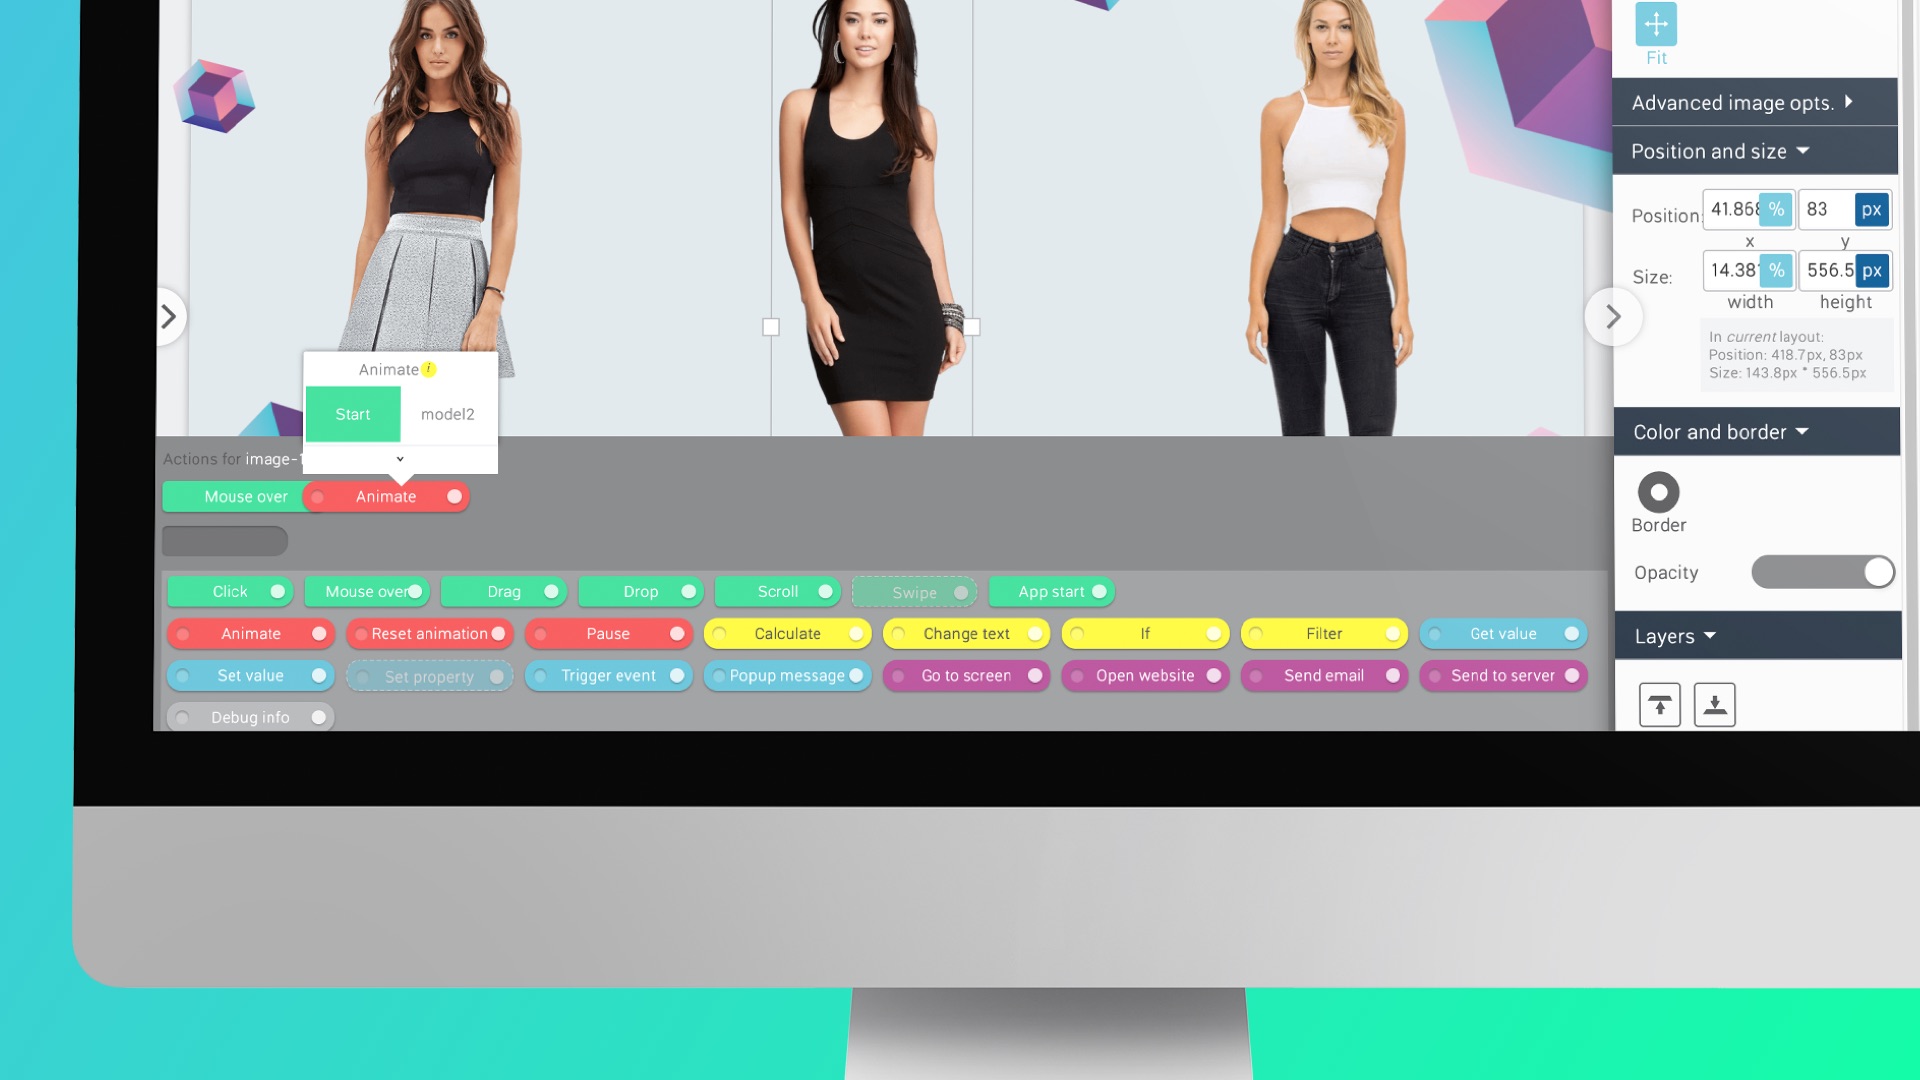 Fit
Advanced image opts.
Position and size
Position: 41.868 % 83 px
x y
Size: 14.38 % 556.5 px
width height
In current layout:
Position: 418.7px, 83px
Size: 143.8px * 556.5px
Color and border
Border
Opacity
Layers
Animate i
Start model2
Actions for image-1
Mouse over Animate
Click Mouse over Drag Drop Scroll Swipe App start
Animate Reset animation Pause Calculate Change text If Filter Get value
Set value Set property Trigger event Popup message Go to screen Open website Send email Send to server
Debug info